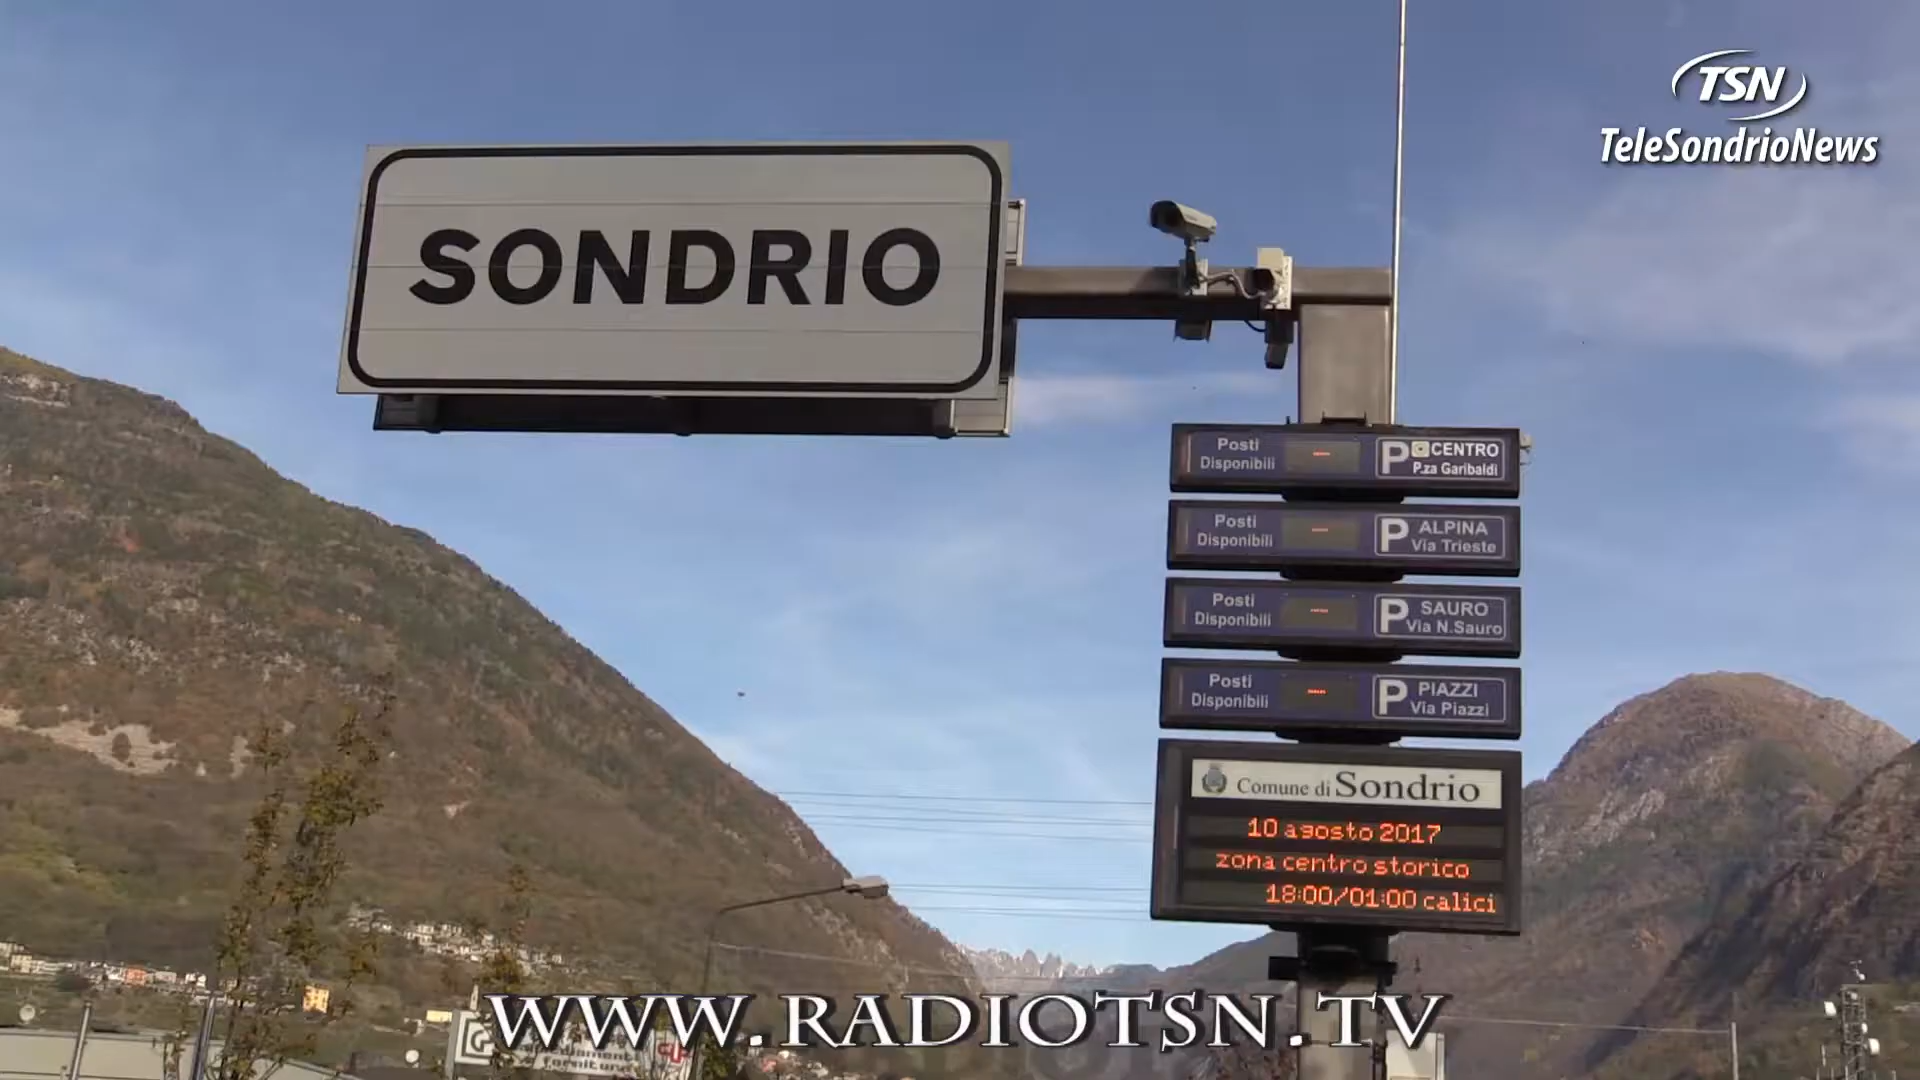 TSN
TeleSondrioNews
SONDRIO
Posti
Disponibili
P CENTRO
P.za Garibaldi
Posti
Disponibili
P ALPINA
Via Trieste
Posti
Disponibili
P SAURO
Via N.Sauro
Posti
Disponibili
P PIAZZI
Via Piazzi
Comune di Sondrio
10 agosto 2017
zona centro storico
18:00/01:00 calici
WWW.RADIOTSN.TV